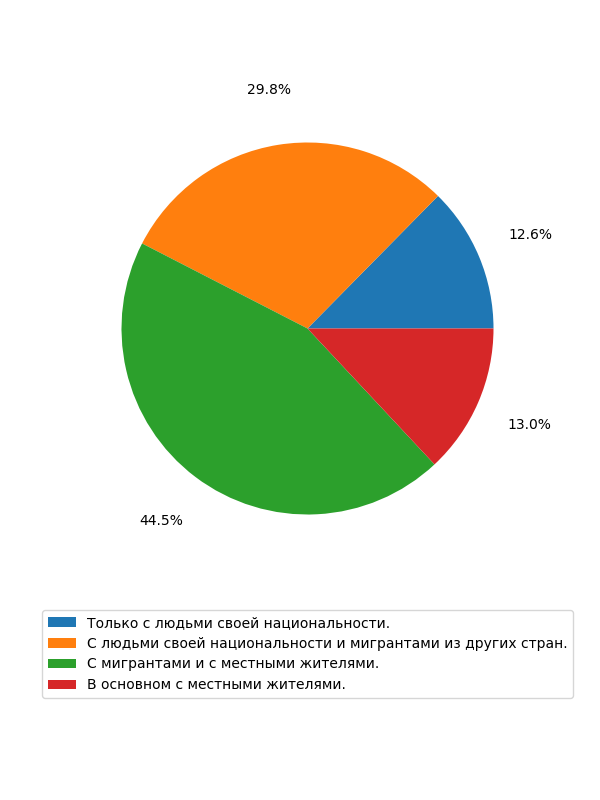 29.8%
12.6%
13.0%
44.5%
Только с людьми своей национальности.
С людьми своей национальности и мигрантами из других стран.
С мигрантами и с местными жителями.
В основном с местными жителями.